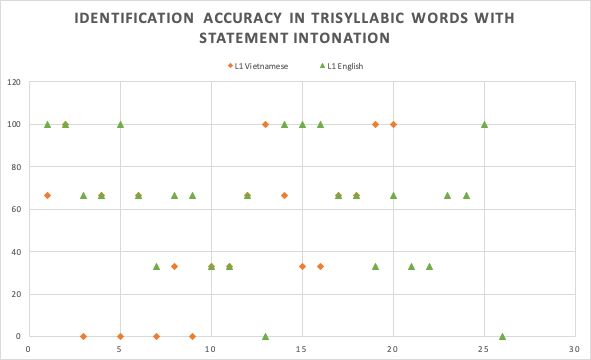 IDENTIFICATION ACCURACY IN TRISYLLABIC WORDS WITH
STATEMENT INTONATION
L1 Vietnamese L1 English
120
100
80
60
40
20
0
0 5 10 15 20 25 30